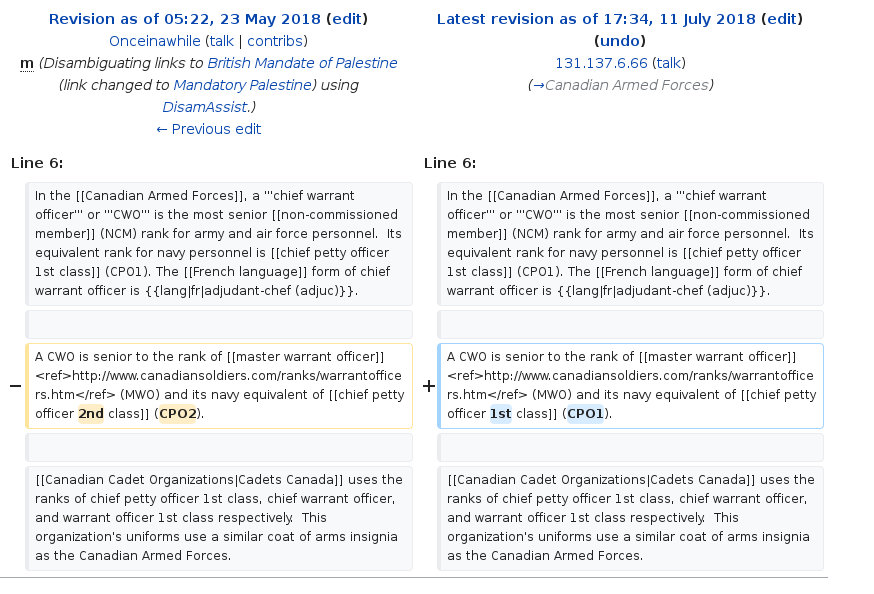 Revision as of 05:22, 23 May 2018 (edit)
Onceinawhile (talk | contribs)
m (Disambiguating links to British Mandate of Palestine
(link changed to Mandatory Palestine) using
DisamAssist.)
← Previous edit
Latest revision as of 17:34, 11 July 2018 (edit)
(undo)
131.137.6.66 (talk)
(→Canadian Armed Forces)
Line 6:
Line 6:
In the [[Canadian Armed Forces]], a '''chief warrant
officer''' or '''CWO''' is the most senior [[non-commissioned
member]] (NCM) rank for army and air force personnel.  Its
equivalent rank for navy personnel is [[chief petty officer
1st class]] (CPO1). The [[French language]] form of chief
warrant officer is {{lang|fr|adjudant-chef (adjuc)}}.
In the [[Canadian Armed Forces]], a '''chief warrant
officer''' or '''CWO''' is the most senior [[non-commissioned
member]] (NCM) rank for army and air force personnel.  Its
equivalent rank for navy personnel is [[chief petty officer
1st class]] (CPO1). The [[French language]] form of chief
warrant officer is {{lang|fr|adjudant-chef (adjuc)}}.
− A CWO is senior to the rank of [[master warrant officer]]
<ref>http://www.canadiansoldiers.com/ranks/warrantoffice
rs.htm</ref> (MWO) and its navy equivalent of [[chief petty
officer 2nd class]] (CPO2).
+ A CWO is senior to the rank of [[master warrant officer]]
<ref>http://www.canadiansoldiers.com/ranks/warrantoffice
rs.htm</ref> (MWO) and its navy equivalent of [[chief petty
officer 1st class]] (CPO1).
[[Canadian Cadet Organizations|Cadets Canada]] uses the
ranks of chief petty officer 1st class, chief warrant officer,
and warrant officer 1st class respectively.  This
organization's uniforms use a similar coat of arms insignia
as the Canadian Armed Forces.
[[Canadian Cadet Organizations|Cadets Canada]] uses the
ranks of chief petty officer 1st class, chief warrant officer,
and warrant officer 1st class respectively.  This
organization's uniforms use a similar coat of arms insignia
as the Canadian Armed Forces.